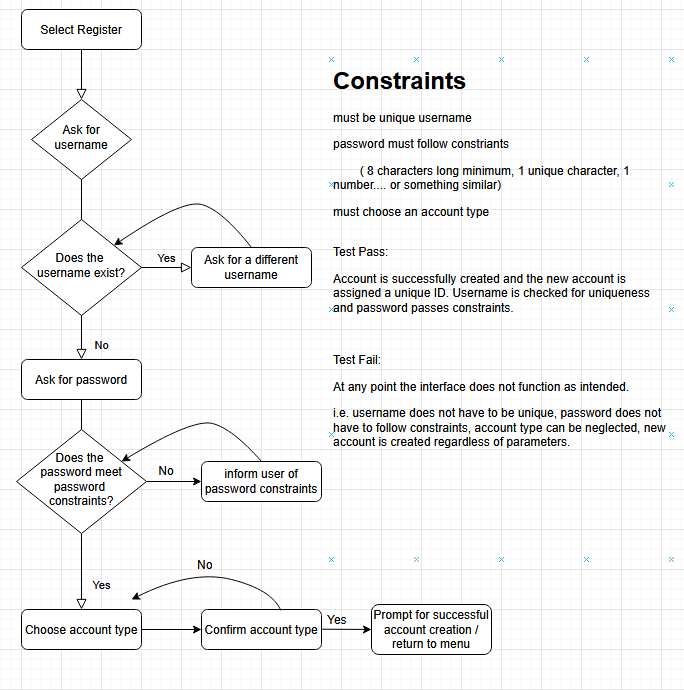 Select Register
Ask for
username
Does the
username exist?
Yes
Ask for a different
username
No
Ask for password
Does the
password meet
password
constraints?
No
inform user of
password constraints
Yes
Choose account type
No
Confirm account type
Yes
Prompt for successful
account creation /
return to menu
Constraints
must be unique username
password must follow constriants
( 8 characters long minimum, 1 unique character, 1
number.... or something similar)
must choose an account type
Test Pass:
Account is successfully created and the new account is
assigned a unique ID. Username is checked for uniqueness
and password passes constraints.
Test Fail:
At any point the interface does not function as intended.
i.e. username does not have to be unique, password does not
have to follow constraints, account type can be neglected, new
account is created regardless of parameters.